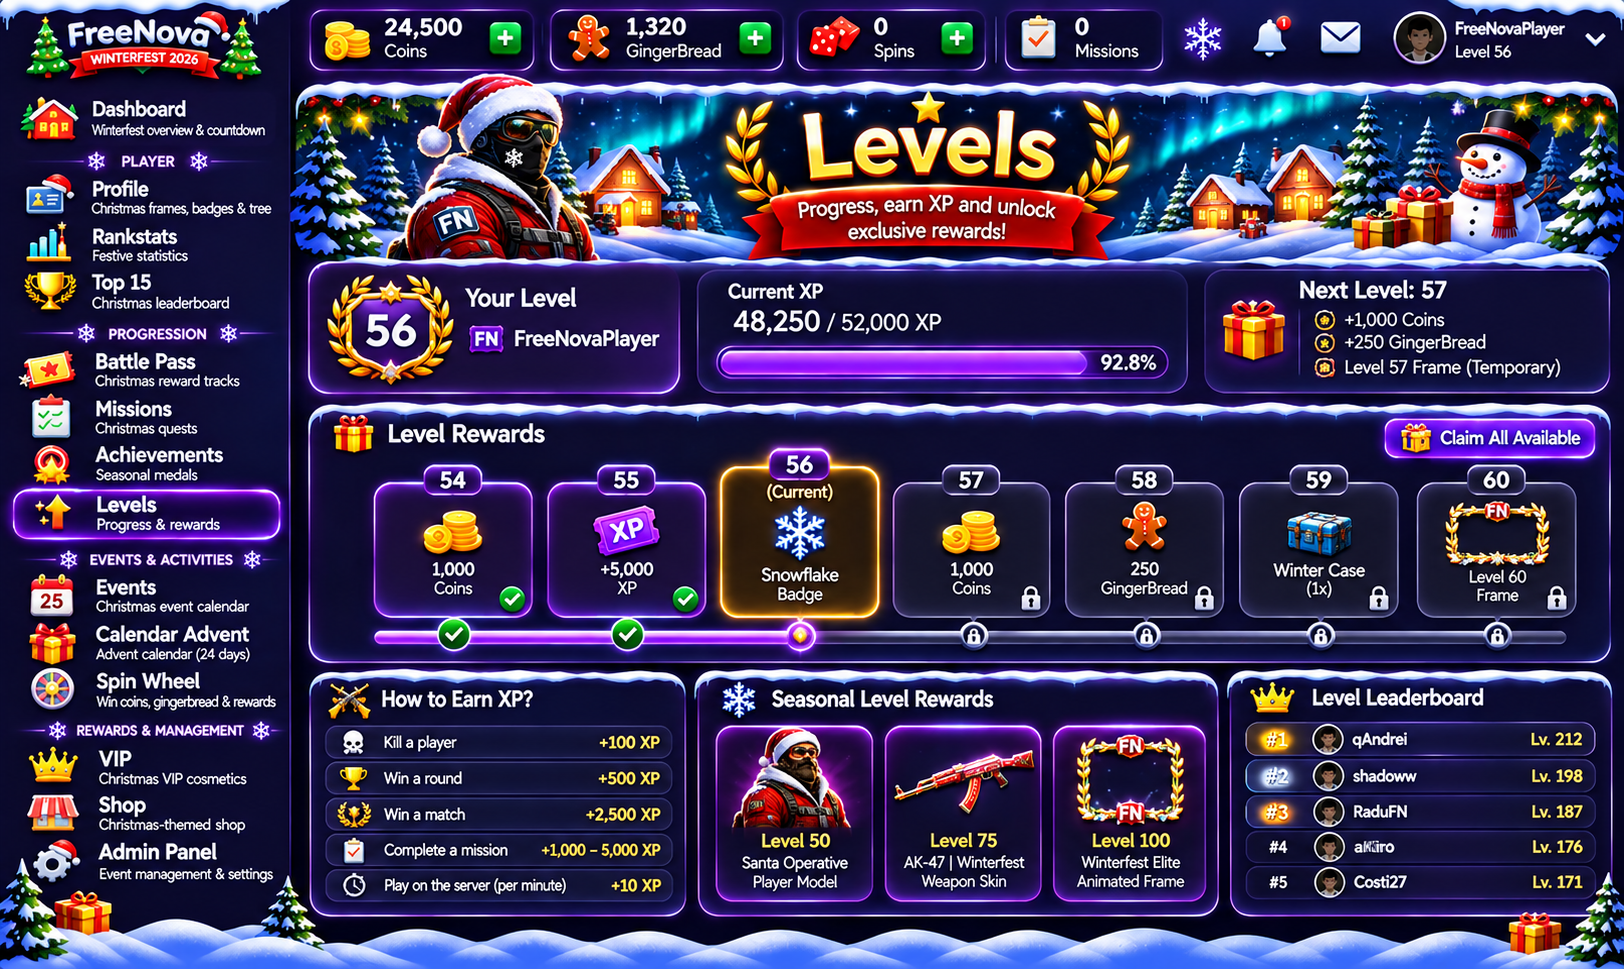 FreeNova
WINTERFEST 2026
24,500
Coins
1,320
GingerBread
0
Spins
0
Missions
1
FreeNovaPlayer
Level 56
Dashboard
Winterfest overview & countdown
PLAYER
Profile
Christmas frames, badges & tree
Rankstats
Festive statistics
Top 15
Christmas leaderboard
PROGRESSION
Battle Pass
Christmas reward tracks
Missions
Christmas quests
Achievements
Seasonal medals
Levels
Progress & rewards
EVENTS & ACTIVITIES
25
Events
Christmas event calendar
Calendar Advent
Advent calendar (24 days)
Spin Wheel
Win coins, gingerbread & rewards
REWARDS & MANAGEMENT
VIP
Christmas VIP cosmetics
Shop
Christmas-themed shop
Admin Panel
Event management & settings
FN
Levels
Progress, earn XP and unlock
exclusive rewards!
56
Your Level
FN FreeNovaPlayer
Current XP
48,250 / 52,000 XP
92.8%
Next Level: 57
+1,000 Coins
+250 GingerBread
Level 57 Frame (Temporary)
Level Rewards
Claim All Available
54
1,000
Coins
55
XP
+5,000
XP
56
(Current)
Snowflake
Badge
57
1,000
Coins
58
250
GingerBread
59
Winter Case
(1x)
60
FN
Level 60
Frame
How to Earn XP?
Kill a player +100 XP
Win a round +500 XP
Win a match +2,500 XP
Complete a mission +1,000 – 5,000 XP
Play on the server (per minute) +10 XP
Seasonal Level Rewards
Level 50
Santa Operative
Player Model
Level 75
AK-47 | Winterfest
Weapon Skin
FN
FN
Level 100
Winterfest Elite
Animated Frame
Level Leaderboard
#1 qAndrei Lv. 212
#2 shadoww Lv. 198
#3 RaduFN Lv. 187
#4 Lv. 176
#5 Costi27 Lv. 171